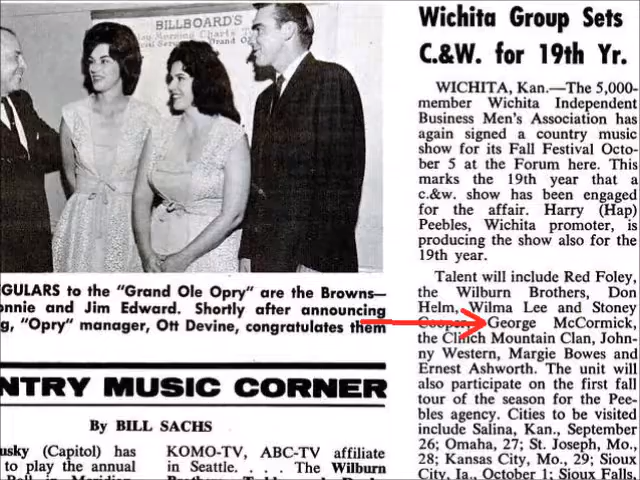 BILLBOARD'S
Wichita Group Sets
C.&W. for 19th Yr.
WICHITA, Kan.—The 5,000-
member Wichita Independent
Business Men's Association has
again signed a country music
show for its Fall Festival Octo-
ber 5 at the Forum here. This
marks the 19th year that a
c.&w. show has been engaged
for the affair. Harry (Hap)
Peebles, Wichita promoter, is
producing the show also for the
19th year.
Talent will include Red Foley,
the Wilburn Brothers, Don
Helm, Wilma Lee and Stoney
Cooper, George McCormick,
the Clinch Mountain Clan, John-
ny Western, Margie Bowes and
Ernest Ashworth. The unit will
also participate on the first fall
tour of the season for the Pee-
bles agency. Cities to be visited
include Salina, Kan., September
26; Omaha, 27; St. Joseph, Mo.,
28; Kansas City, Mo., 29; Sioux
City, Ia., October 1; Sioux Falls,
GULARS to the "Grand Ole Opry" are the Browns—
onnie and Jim Edward. Shortly after announcing
g, "Opry" manager, Ott Devine, congratulates them
NTRY MUSIC CORNER
By BILL SACHS
usky (Capitol) has
to play the annual
KOMO-TV, ABC-TV affiliate
in Seattle. . . . The Wilburn